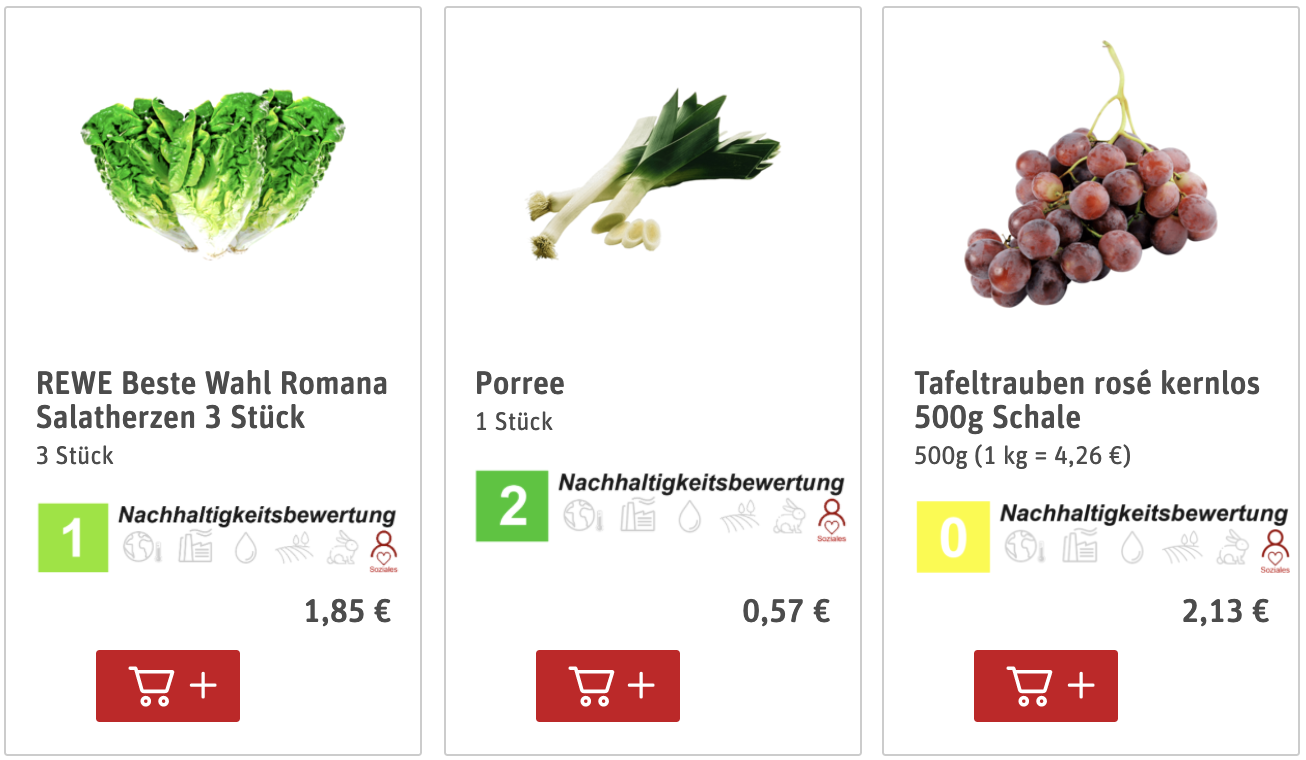 REWE Beste Wahl Romana
Salatherzen 3 Stück
3 Stück
1
Nachhaltigkeitsbewertung
Soziales
1,85 €
Porree
1 Stück
2
Nachhaltigkeitsbewertung
Soziales
0,57 €
Tafeltrauben rosé kernlos
500g Schale
500g (1 kg = 4,26 €)
0
Nachhaltigkeitsbewertung
Soziales
2,13 €